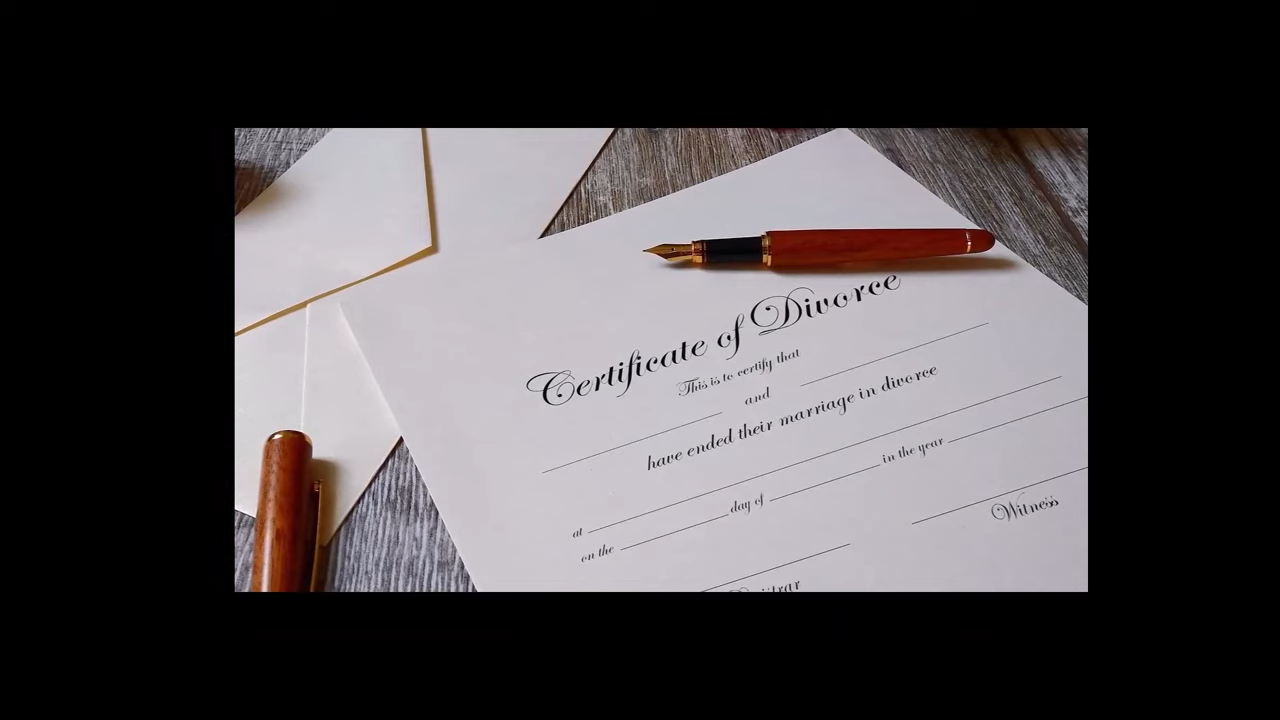 Certificate of Divorce
This is to certify that
and
have ended their marriage in divorce
at
on the day of in the year
Witness